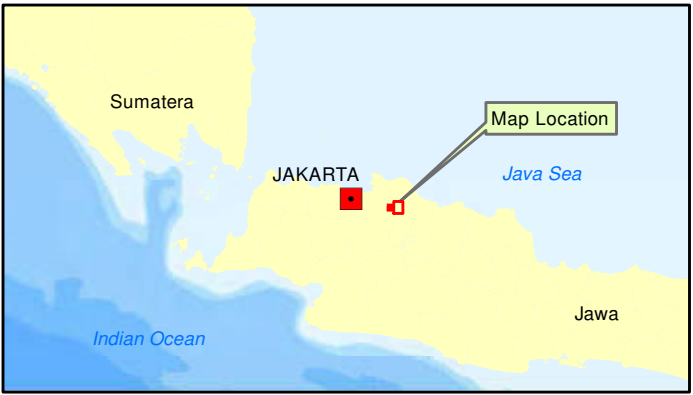 Sumatera
Map Location
JAKARTA
Java Sea
Jawa
Indian Ocean